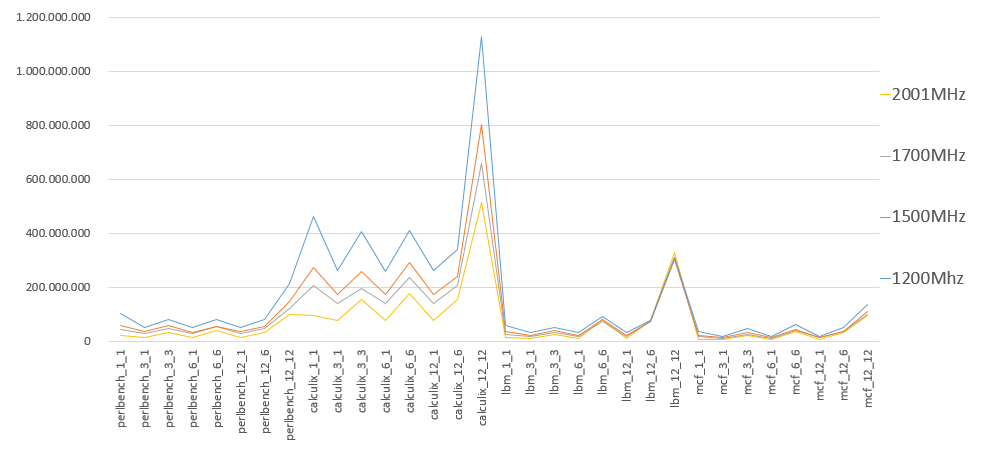 1.200.000.000
1.000.000.000
800.000.000
600.000.000
400.000.000
200.000.000
0
2001MHz
1700MHz
1500MHz
1200Mhz
perlbench_1_1
perlbench_3_1
perlbench_3_3
perlbench_6_1
perlbench_6_6
perlbench_12_1
perlbench_12_6
perlbench_12_12
calculix_1_1
calculix_3_1
calculix_3_3
calculix_6_1
calculix_6_6
calculix_12_1
calculix_12_6
calculix_12_12
lbm_1_1
lbm_3_1
lbm_3_3
lbm_6_1
lbm_6_6
lbm_12_1
lbm_12_6
lbm_12_12
mcf_1_1
mcf_3_1
mcf_3_3
mcf_6_1
mcf_6_6
mcf_12_1
mcf_12_6
mcf_12_12